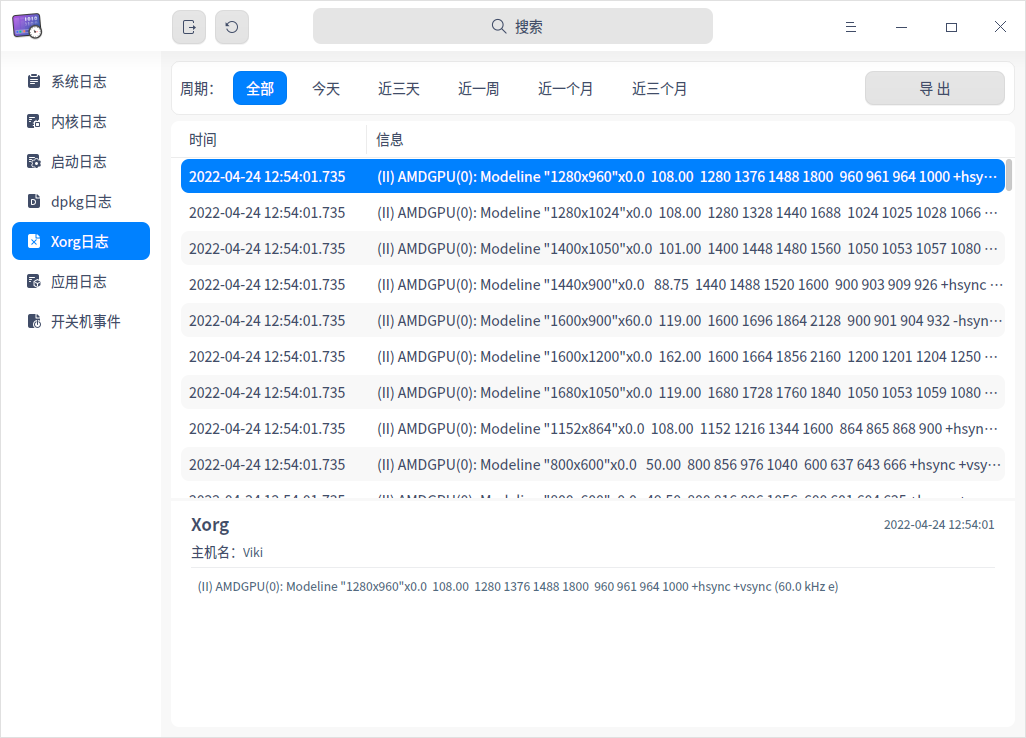 搜索
系统日志
内核日志
启动日志
dpkg日志
Xorg日志
应用日志
开关机事件
周期： 全部 今天 近三天 近一周 近一个月 近三个月 导 出
时间 信息
2022-04-24 12:54:01.735 (II) AMDGPU(0): Modeline "1280x960"x0.0 108.00 1280 1376 1488 1800 960 961 964 1000 +hsy···
2022-04-24 12:54:01.735 (II) AMDGPU(0): Modeline "1280x1024"x0.0 108.00 1280 1328 1440 1688 1024 1025 1028 1066 ···
2022-04-24 12:54:01.735 (II) AMDGPU(0): Modeline "1400x1050"x0.0 101.00 1400 1448 1480 1560 1050 1053 1057 1080 ···
2022-04-24 12:54:01.735 (II) AMDGPU(0): Modeline "1440x900"x0.0 88.75 1440 1488 1520 1600 900 903 909 926 +hsync ···
2022-04-24 12:54:01.735 (II) AMDGPU(0): Modeline "1600x900"x60.0 119.00 1600 1696 1864 2128 900 901 904 932 -hsyn···
2022-04-24 12:54:01.735 (II) AMDGPU(0): Modeline "1600x1200"x0.0 162.00 1600 1664 1856 2160 1200 1201 1204 1250 ···
2022-04-24 12:54:01.735 (II) AMDGPU(0): Modeline "1680x1050"x0.0 119.00 1680 1728 1760 1840 1050 1053 1059 1080 ···
2022-04-24 12:54:01.735 (II) AMDGPU(0): Modeline "1152x864"x0.0 108.00 1152 1216 1344 1600 864 865 868 900 +hsyn···
2022-04-24 12:54:01.735 (II) AMDGPU(0): Modeline "800x600"x0.0 50.00 800 856 976 1040 600 637 643 666 +hsync +vsy···
Xorg 2022-04-24 12:54:01
主机名： Viki
(II) AMDGPU(0): Modeline "1280x960"x0.0 108.00 1280 1376 1488 1800 960 961 964 1000 +hsync +vsync (60.0 kHz e)